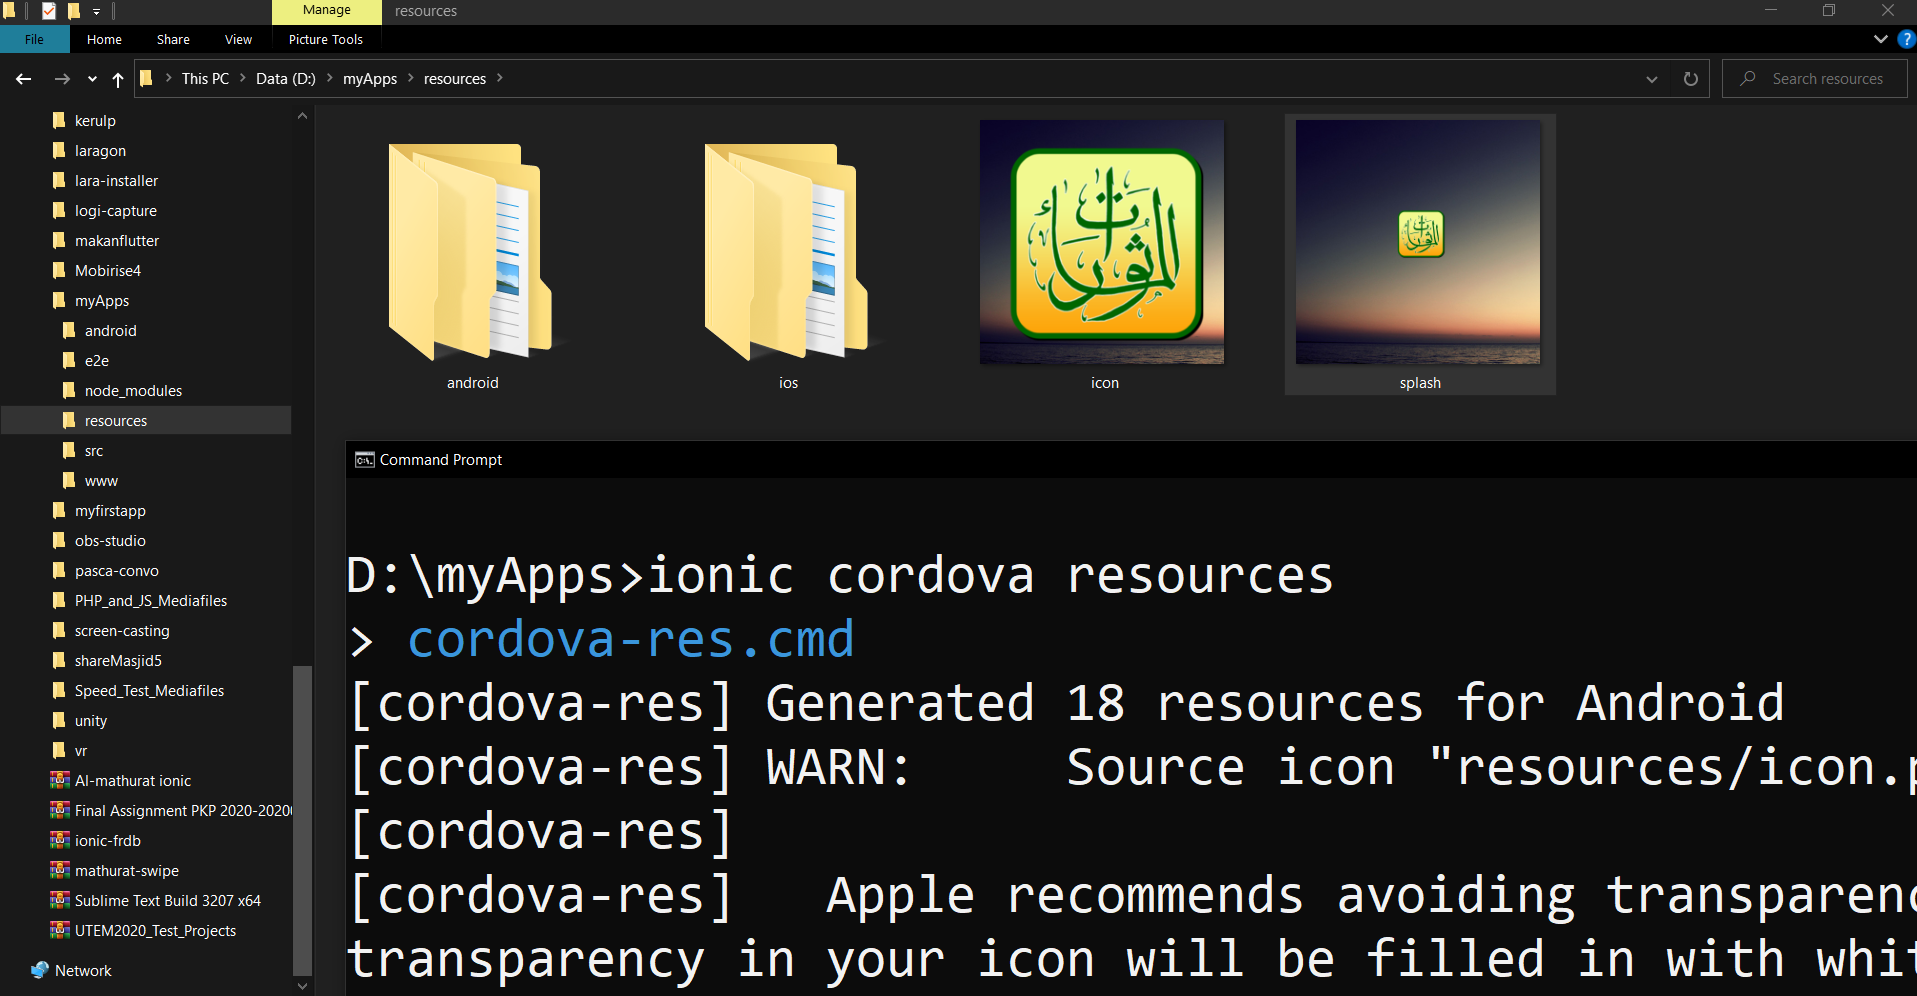 Manage
resources
File
Home
Share
View
Picture Tools
This PC
Data (D:)
myApps
resources
Search resources
kerulp
laragon
lara-installer
logi-capture
makanflutter
Mobirise4
myApps
android
e2e
node_modules
resources
src
www
myfirstapp
obs-studio
pasca-convo
PHP_and_JS_Mediafiles
screen-casting
shareMasjid5
Speed_Test_Mediafiles
unity
vr
Al-mathurat ionic
Final Assignment PKP 2020-2020
ionic-frdb
mathurat-swipe
Sublime Text Build 3207 x64
UTEM2020_Test_Projects
Network
المأثورات
المأثورات
android
ios
icon
splash
Command Prompt
D:\myApps>ionic cordova resources
> cordova-res.cmd
[cordova-res] Generated 18 resources for Android
[cordova-res] WARN:     Source icon "resources/icon.p
[cordova-res]
[cordova-res]   Apple recommends avoiding transparenc
transparency in your icon will be filled in with whit